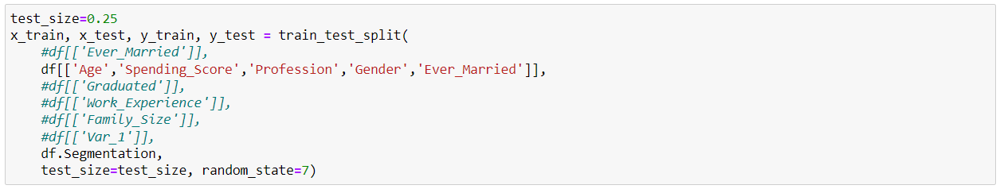 test_size=0.25
x_train, x_test, y_train, y_test = train_test_split(
    #df[['Ever_Married']],
    df[['Age','Spending_Score','Profession','Gender','Ever_Married']],
    #df[['Graduated']],
    #df[['Work_Experience']],
    #df[['Family_Size']],
    #df[['Var_1']],
    df.Segmentation,
    test_size=test_size, random_state=7)